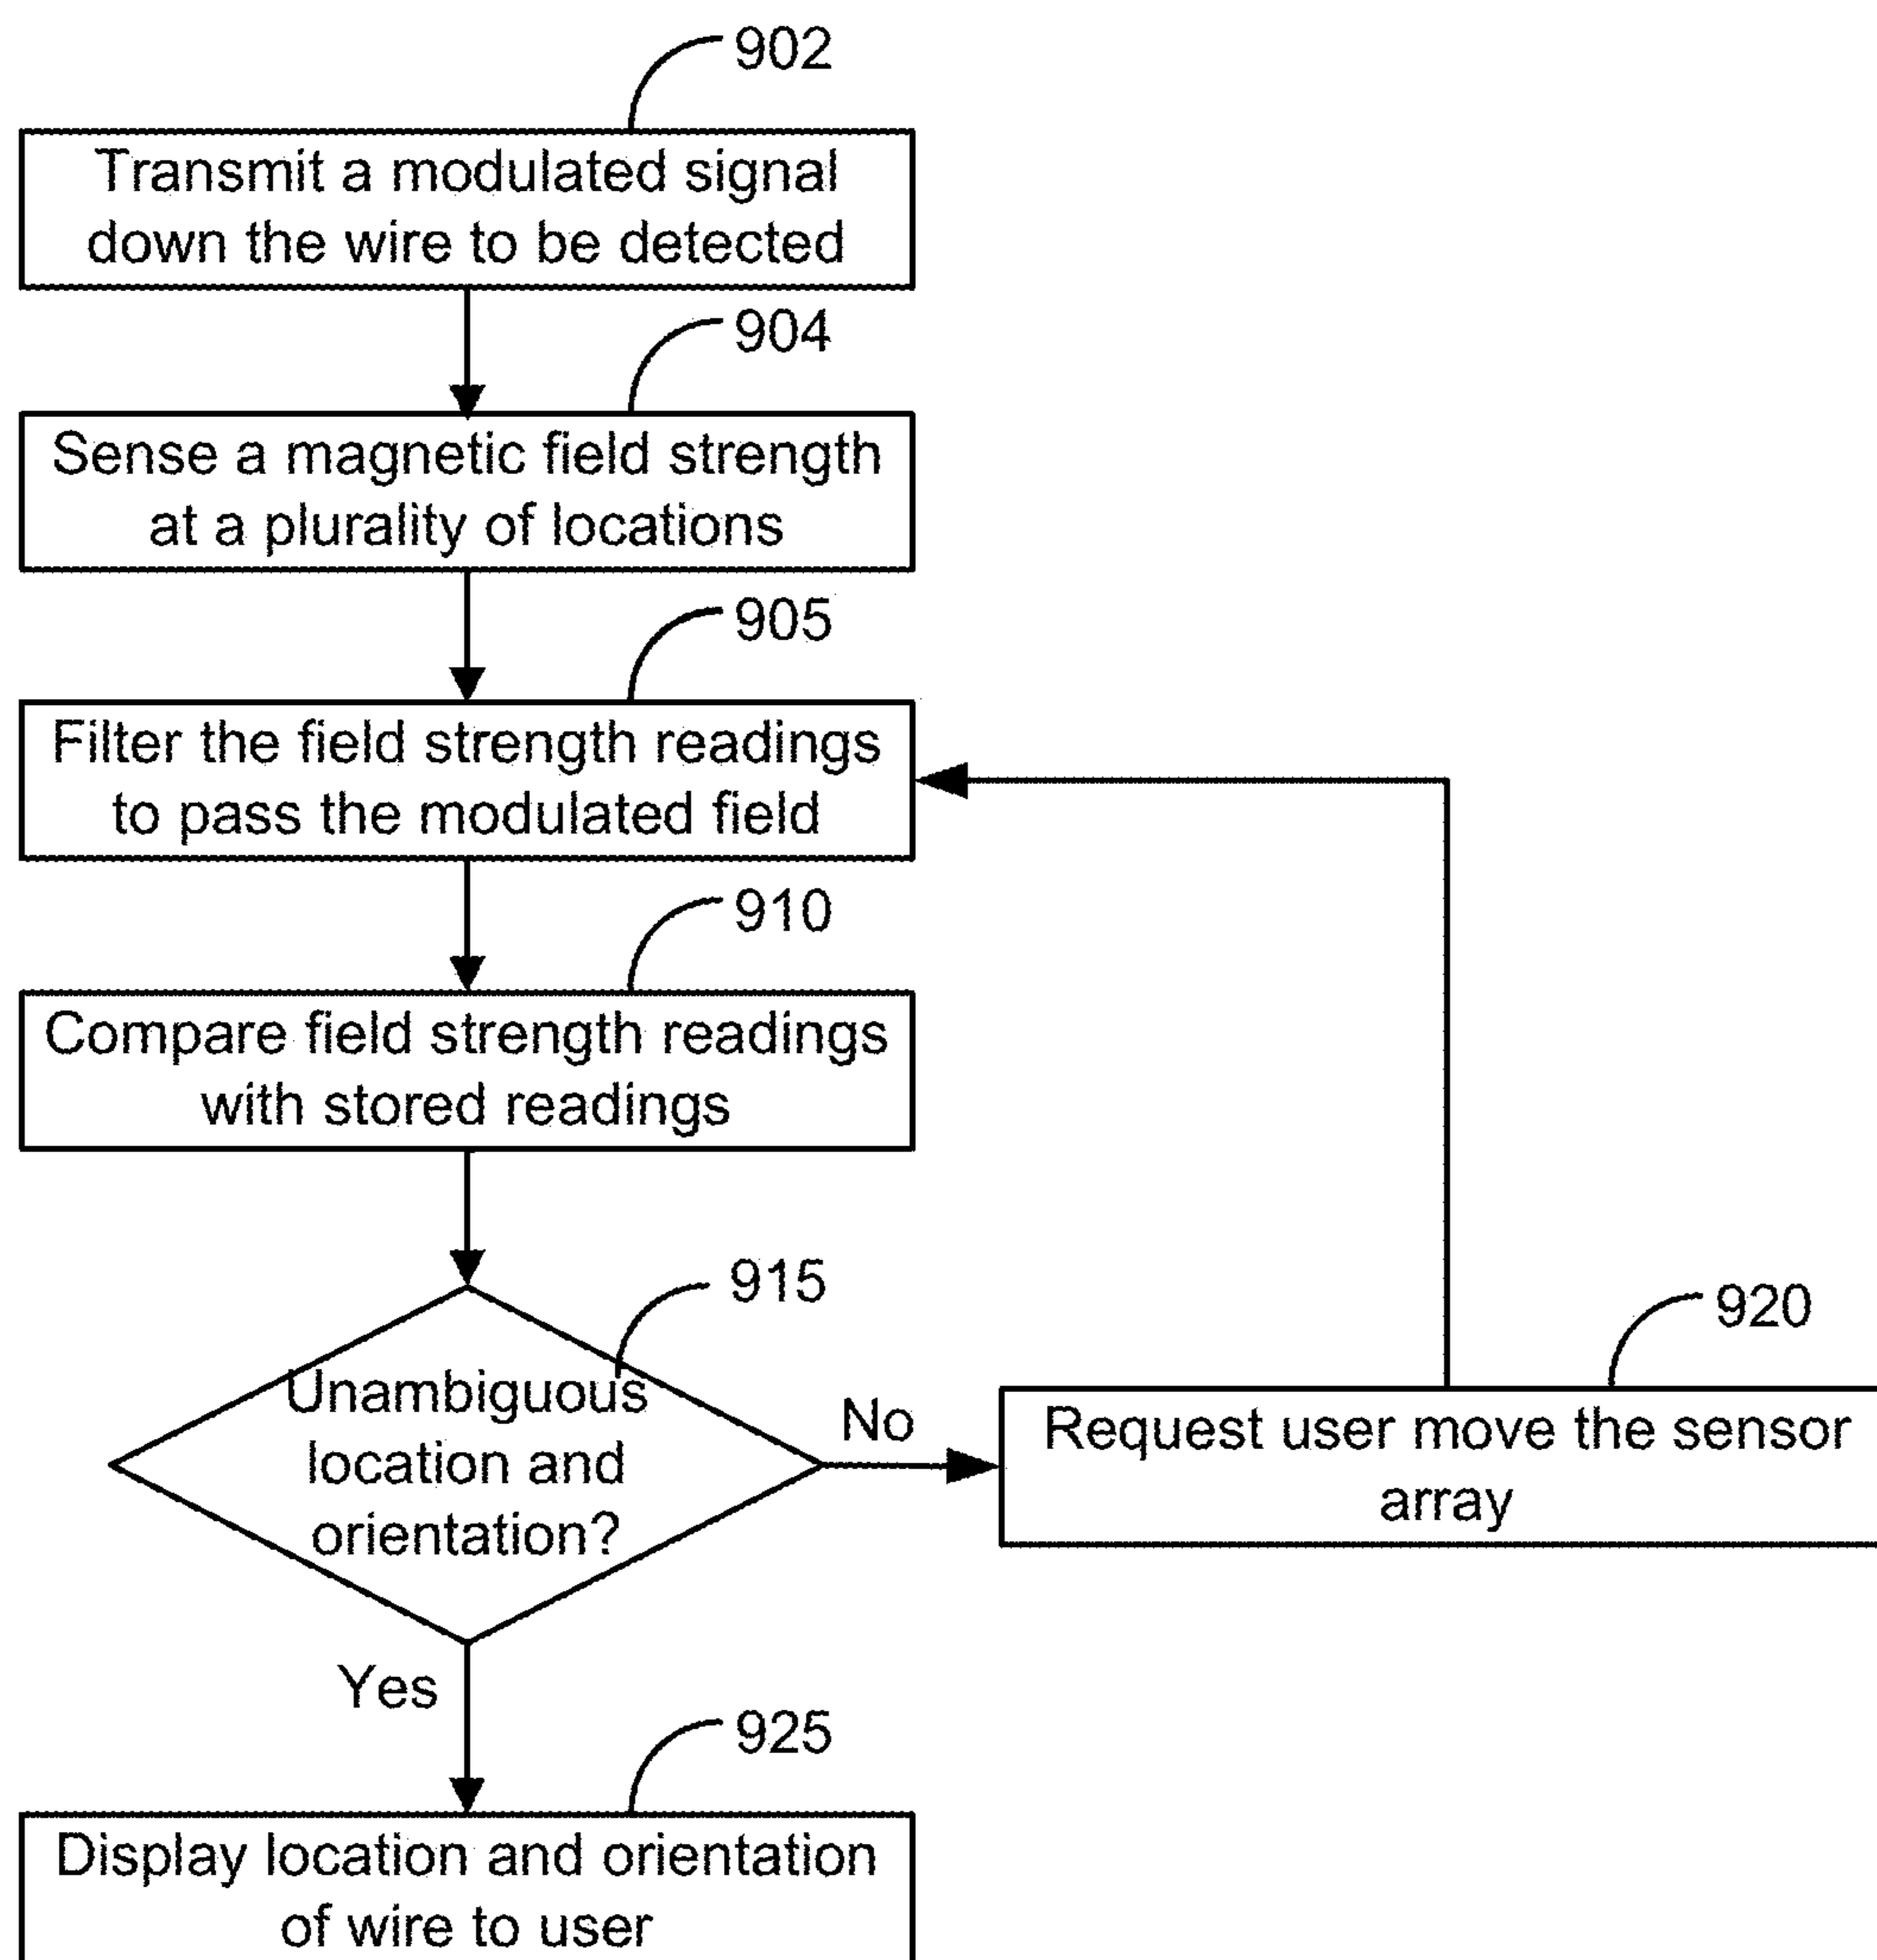 902
Transmit a modulated signal
down the wire to be detected
904
Sense a magnetic field strength
at a plurality of locations
905
Filter the field strength readings
to pass the modulated field
910
Compare field strength readings
with stored readings
915
Unambiguous
location and
orientation?
No
920
Request user move the sensor
array
Yes
925
Display location and orientation
of wire to user